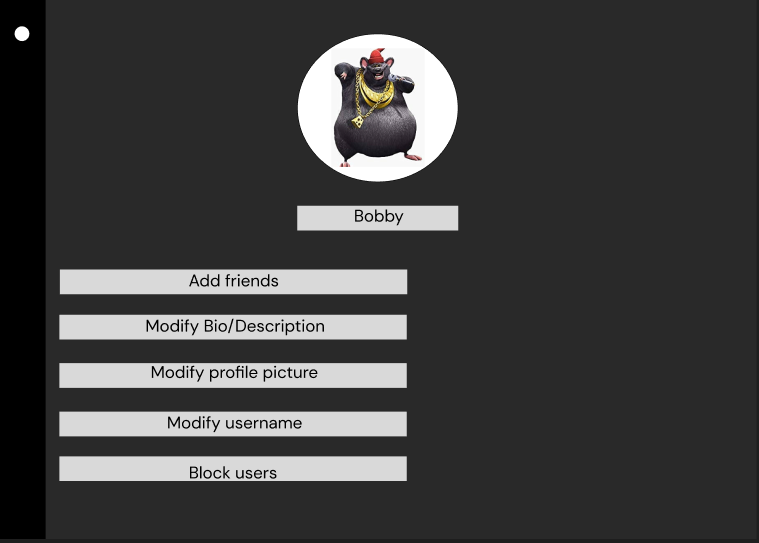 Bobby
Add friends
Modify Bio/Description
Modify profile picture
Modify username
Block users